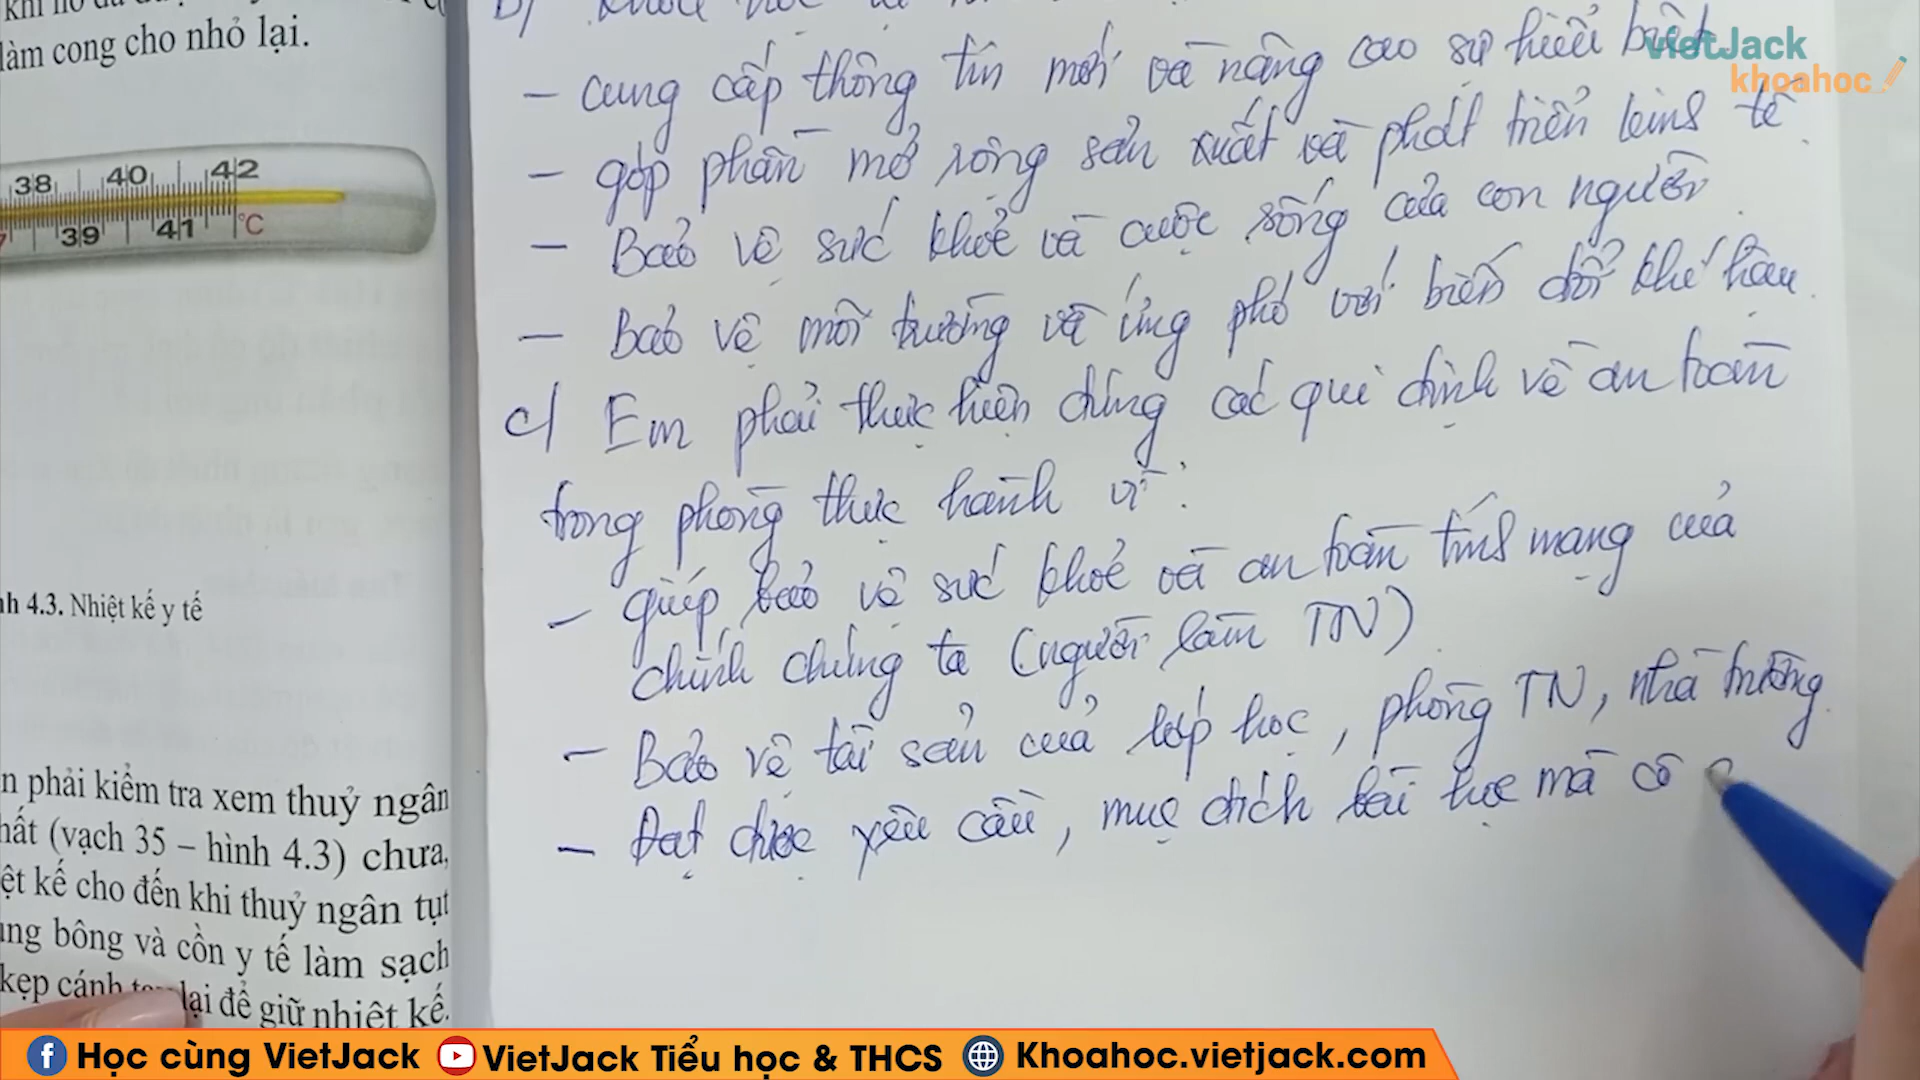 làm cong cho nhỏ lại.
38 40 42
39 41 °C
nh 4.3. Nhiệt kế y tế
n phải kiểm tra xem thuỷ ngân
hất (vạch 35 – hình 4.3) chưa,
ệt kế cho đến khi thuỷ ngân tụt
ung bông và cồn y tế làm sạch
kẹp cánh tay lại để giữ nhiệt kế.
b)
- cung cấp thông tin mới và nâng cao sự hiểu biết
- góp phần mở rộng sản xuất và phát triển kinh tế.
- Bảo vệ sức khoẻ và cuộc sống của con người.
- Bảo vệ môi trường và ứng phó với biến đổi khí hậu.
c) Em phải thực hiện đúng các qui định về an toàn
trong phòng thực hành vì:
- giúp bảo vệ sức khoẻ và an toàn tính mạng của
chính chúng ta (người làm TN)
- Bảo vệ tài sản của lớp học, phòng TN, nhà trường.
- Đạt được yêu cầu, mục đích bài học mà cô
vietJack
khoahoc
Học cùng VietJack VietJack Tiểu học & THCS Khoahoc.vietjack.com